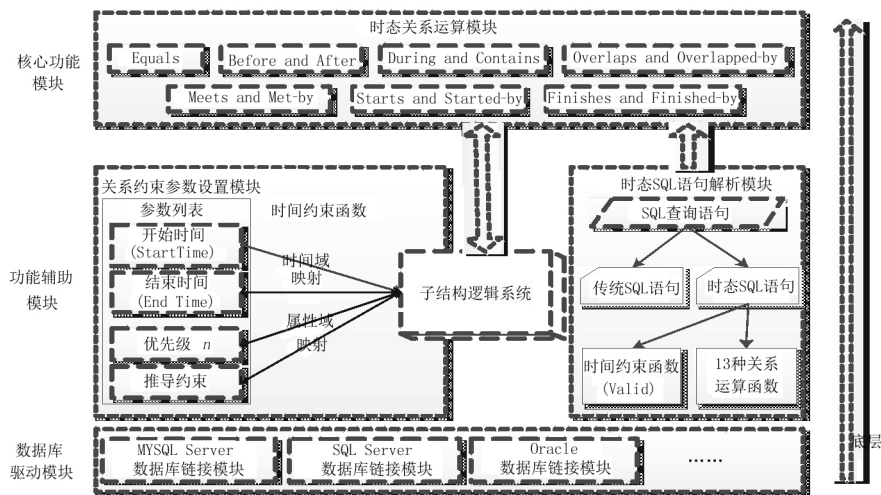 时态关系运算模块
核心功能
模块
Equals
Before and After
During and Contains
Overlaps and Overlapped-by
Meets and Met-by
Starts and Started-by
Finishes and Finished-by
功能辅助
模块
关系约束参数设置模块
参数列表
时间约束函数
开始时间
(StartTime)
结束时间
(End Time)
优先级 n
推导约束
时间域
映射
属性域
映射
子结构逻辑系统
时态SQL语句解析模块
SQL查询语句
传统SQL语句
时态SQL语句
时间约束函数
(Valid)
13种关系
运算函数
数据库
驱动模块
MYSQL Server
数据库链接模块
SQL Server
数据库链接模块
Oracle
数据库链接模块
……
底层